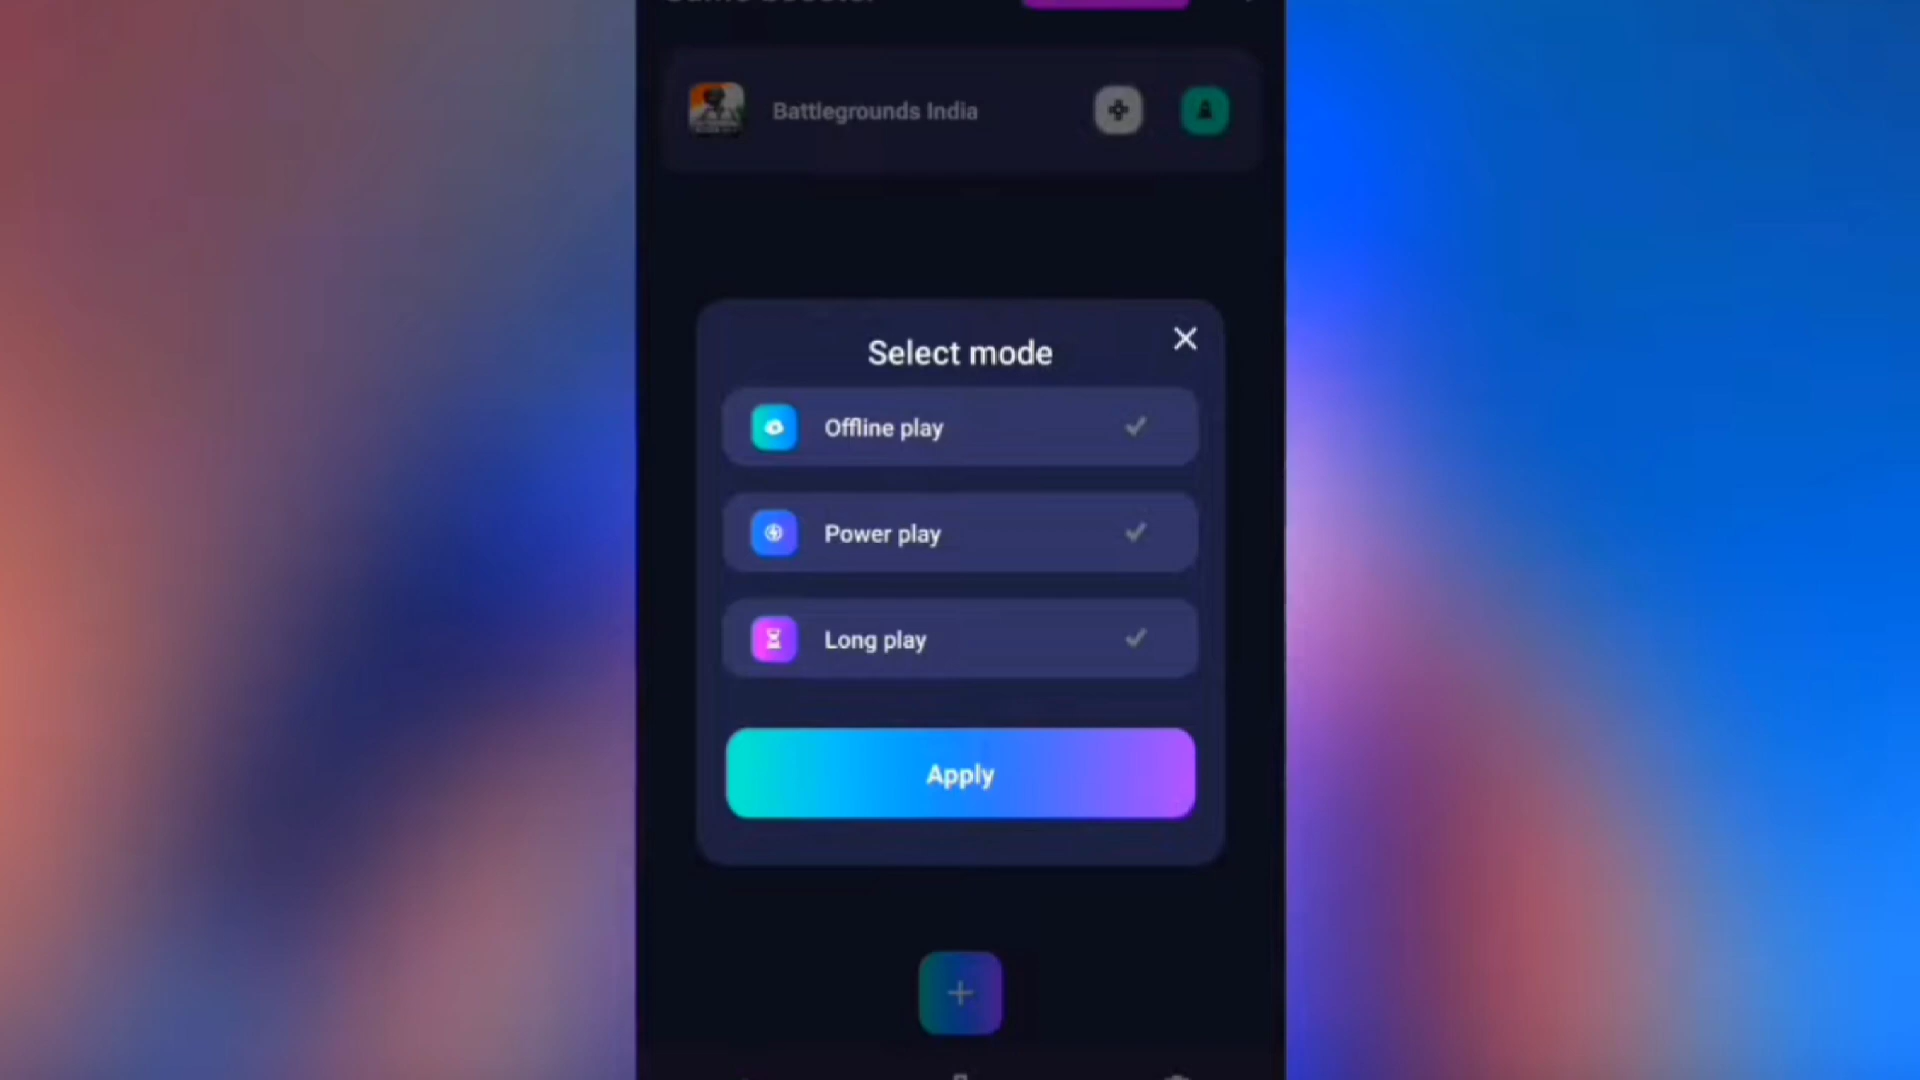 Battlegrounds India
Select mode
Offline play
Power play
Long play
Apply